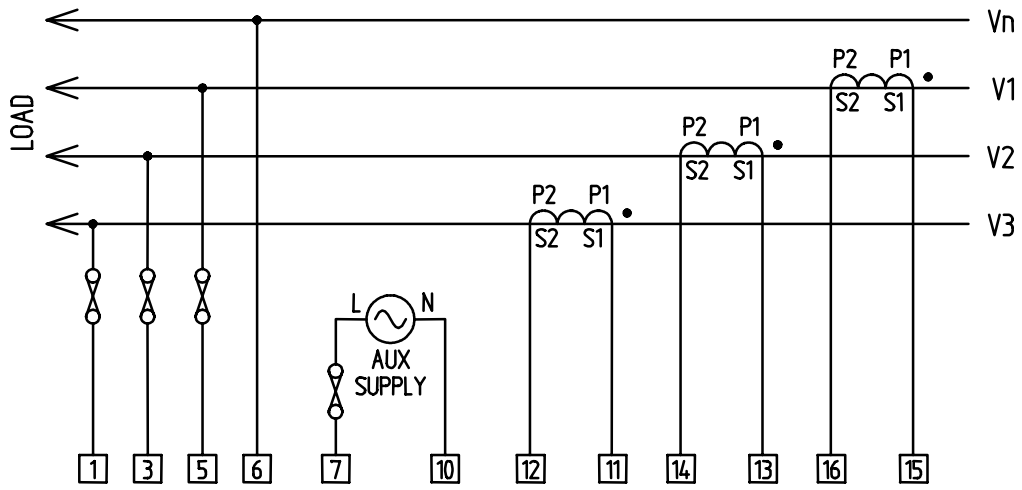 Vn
P2 P1
V1
S2 S1
LOAD
P2 P1
V2
S2 S1
P2 P1
V3
S2 S1
L N
AUX
SUPPLY
1 3 5 6 7 10 12 11 14 13 16 15